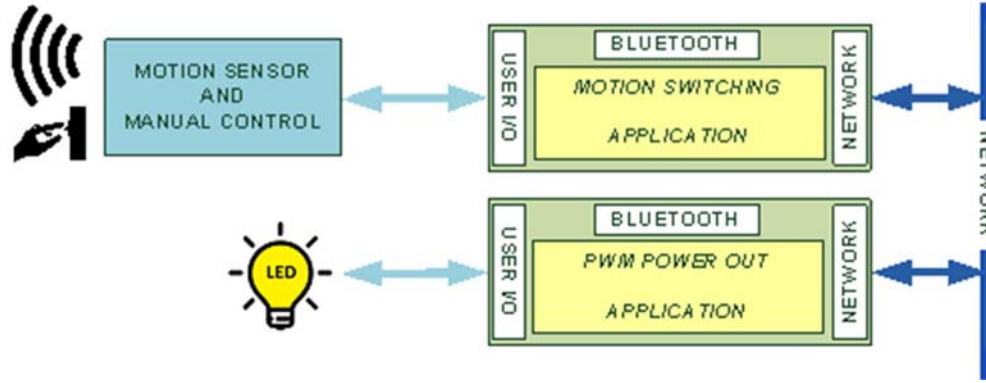 MOTION SENSOR
AND
MANUAL CONTROL
USER I/O
BLUETOOTH
MOTION SWITCHING
APPLICATION
NETWORK
NETWORK
LED
USER I/O
BLUETOOTH
PWM POWER OUT
APPLICATION
NETWORK